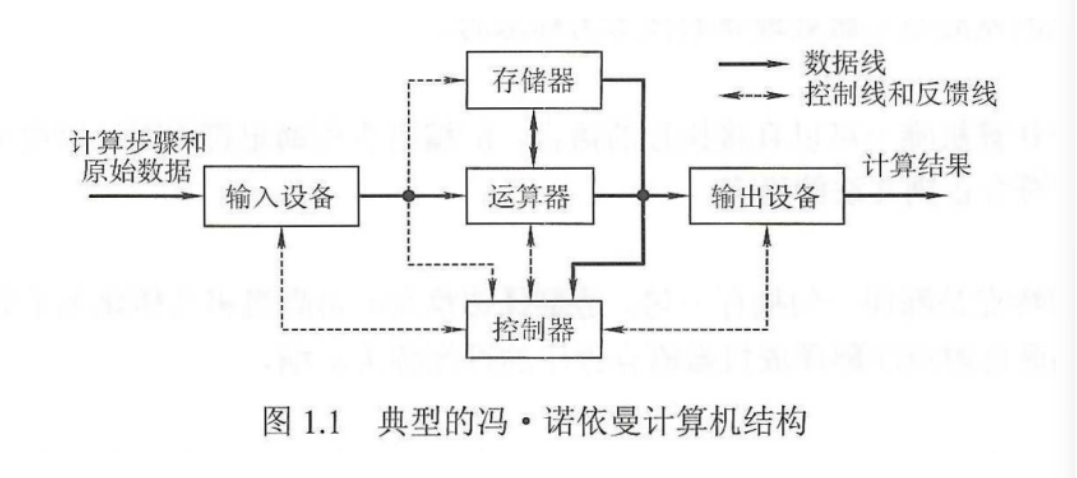 存储器
数据线
控制线和反馈线
计算步骤和
原始数据
输入设备
运算器
输出设备
计算结果
控制器
图 1.1 典型的冯·诺依曼计算机结构